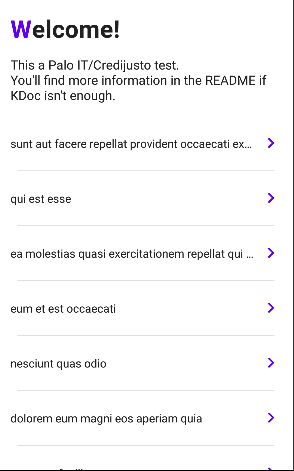 Welcome!
This a Palo IT/Credijusto test.
You'll find more information in the README if
KDoc isn't enough.
sunt aut facere repellat provident occaecati ex...
qui est esse
ea molestias quasi exercitationem repellat qui ...
eum et est occaecati
nesciunt quas odio
dolorem eum magni eos aperiam quia